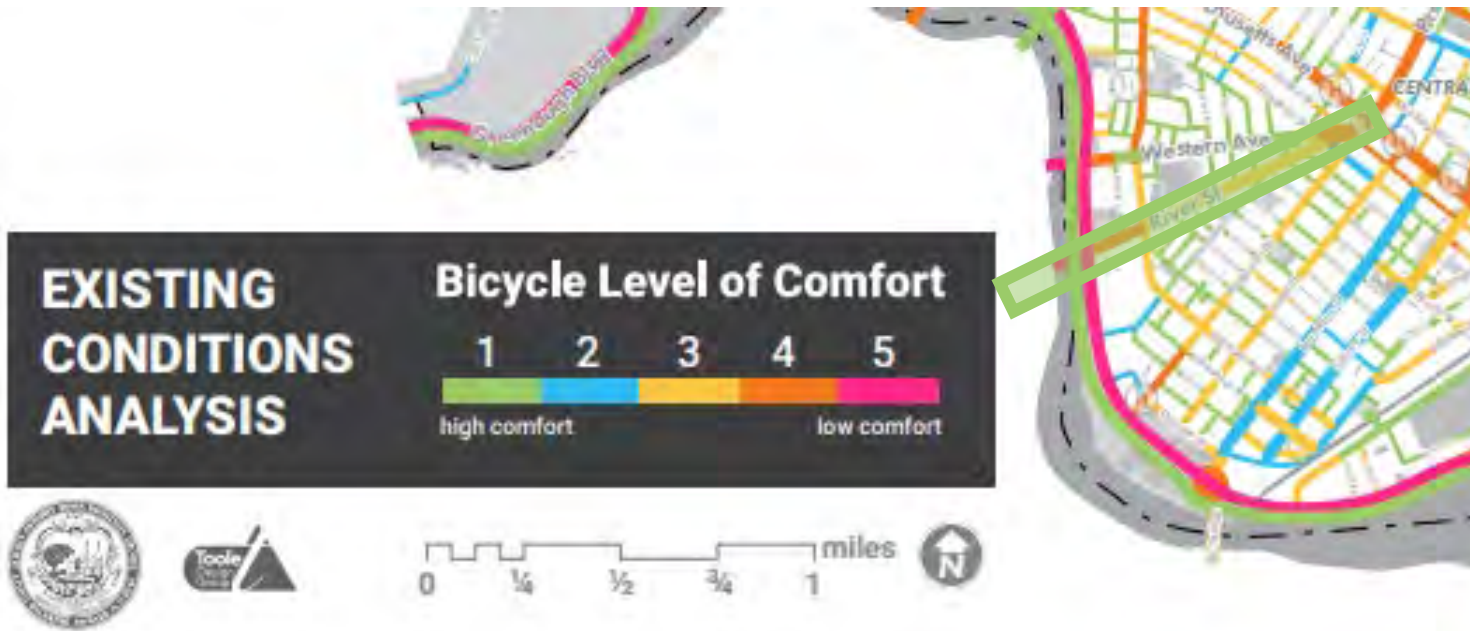 CENTRA
Western Ave
River St
EXISTING
CONDITIONS
ANALYSIS
Bicycle Level of Comfort
1 2 3 4 5
high comfort low comfort
Toole
miles
0 ¼ ½ ¾ 1
N